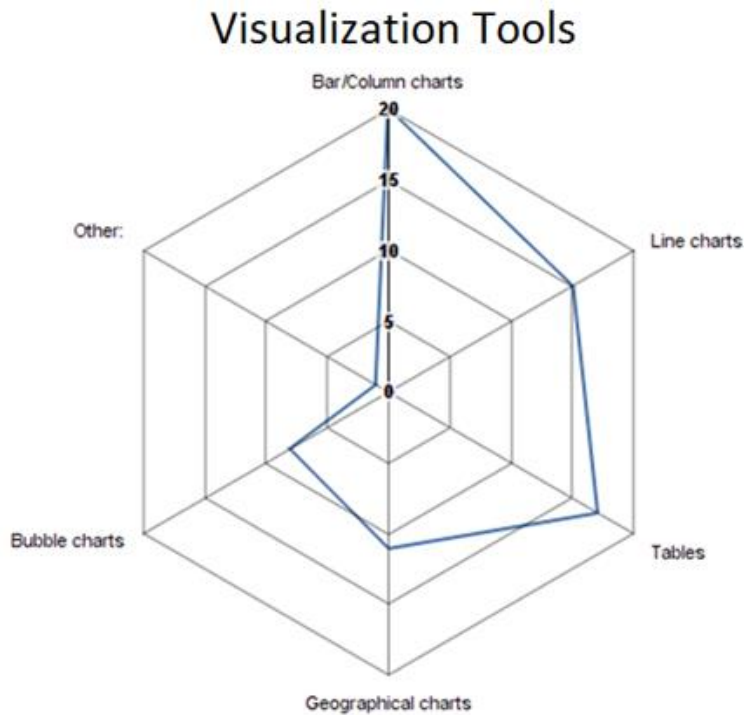 Visualization Tools
Bar/Column charts
20
15
Other:
Line charts
10
5
0
Bubble charts
Tables
Geographical charts